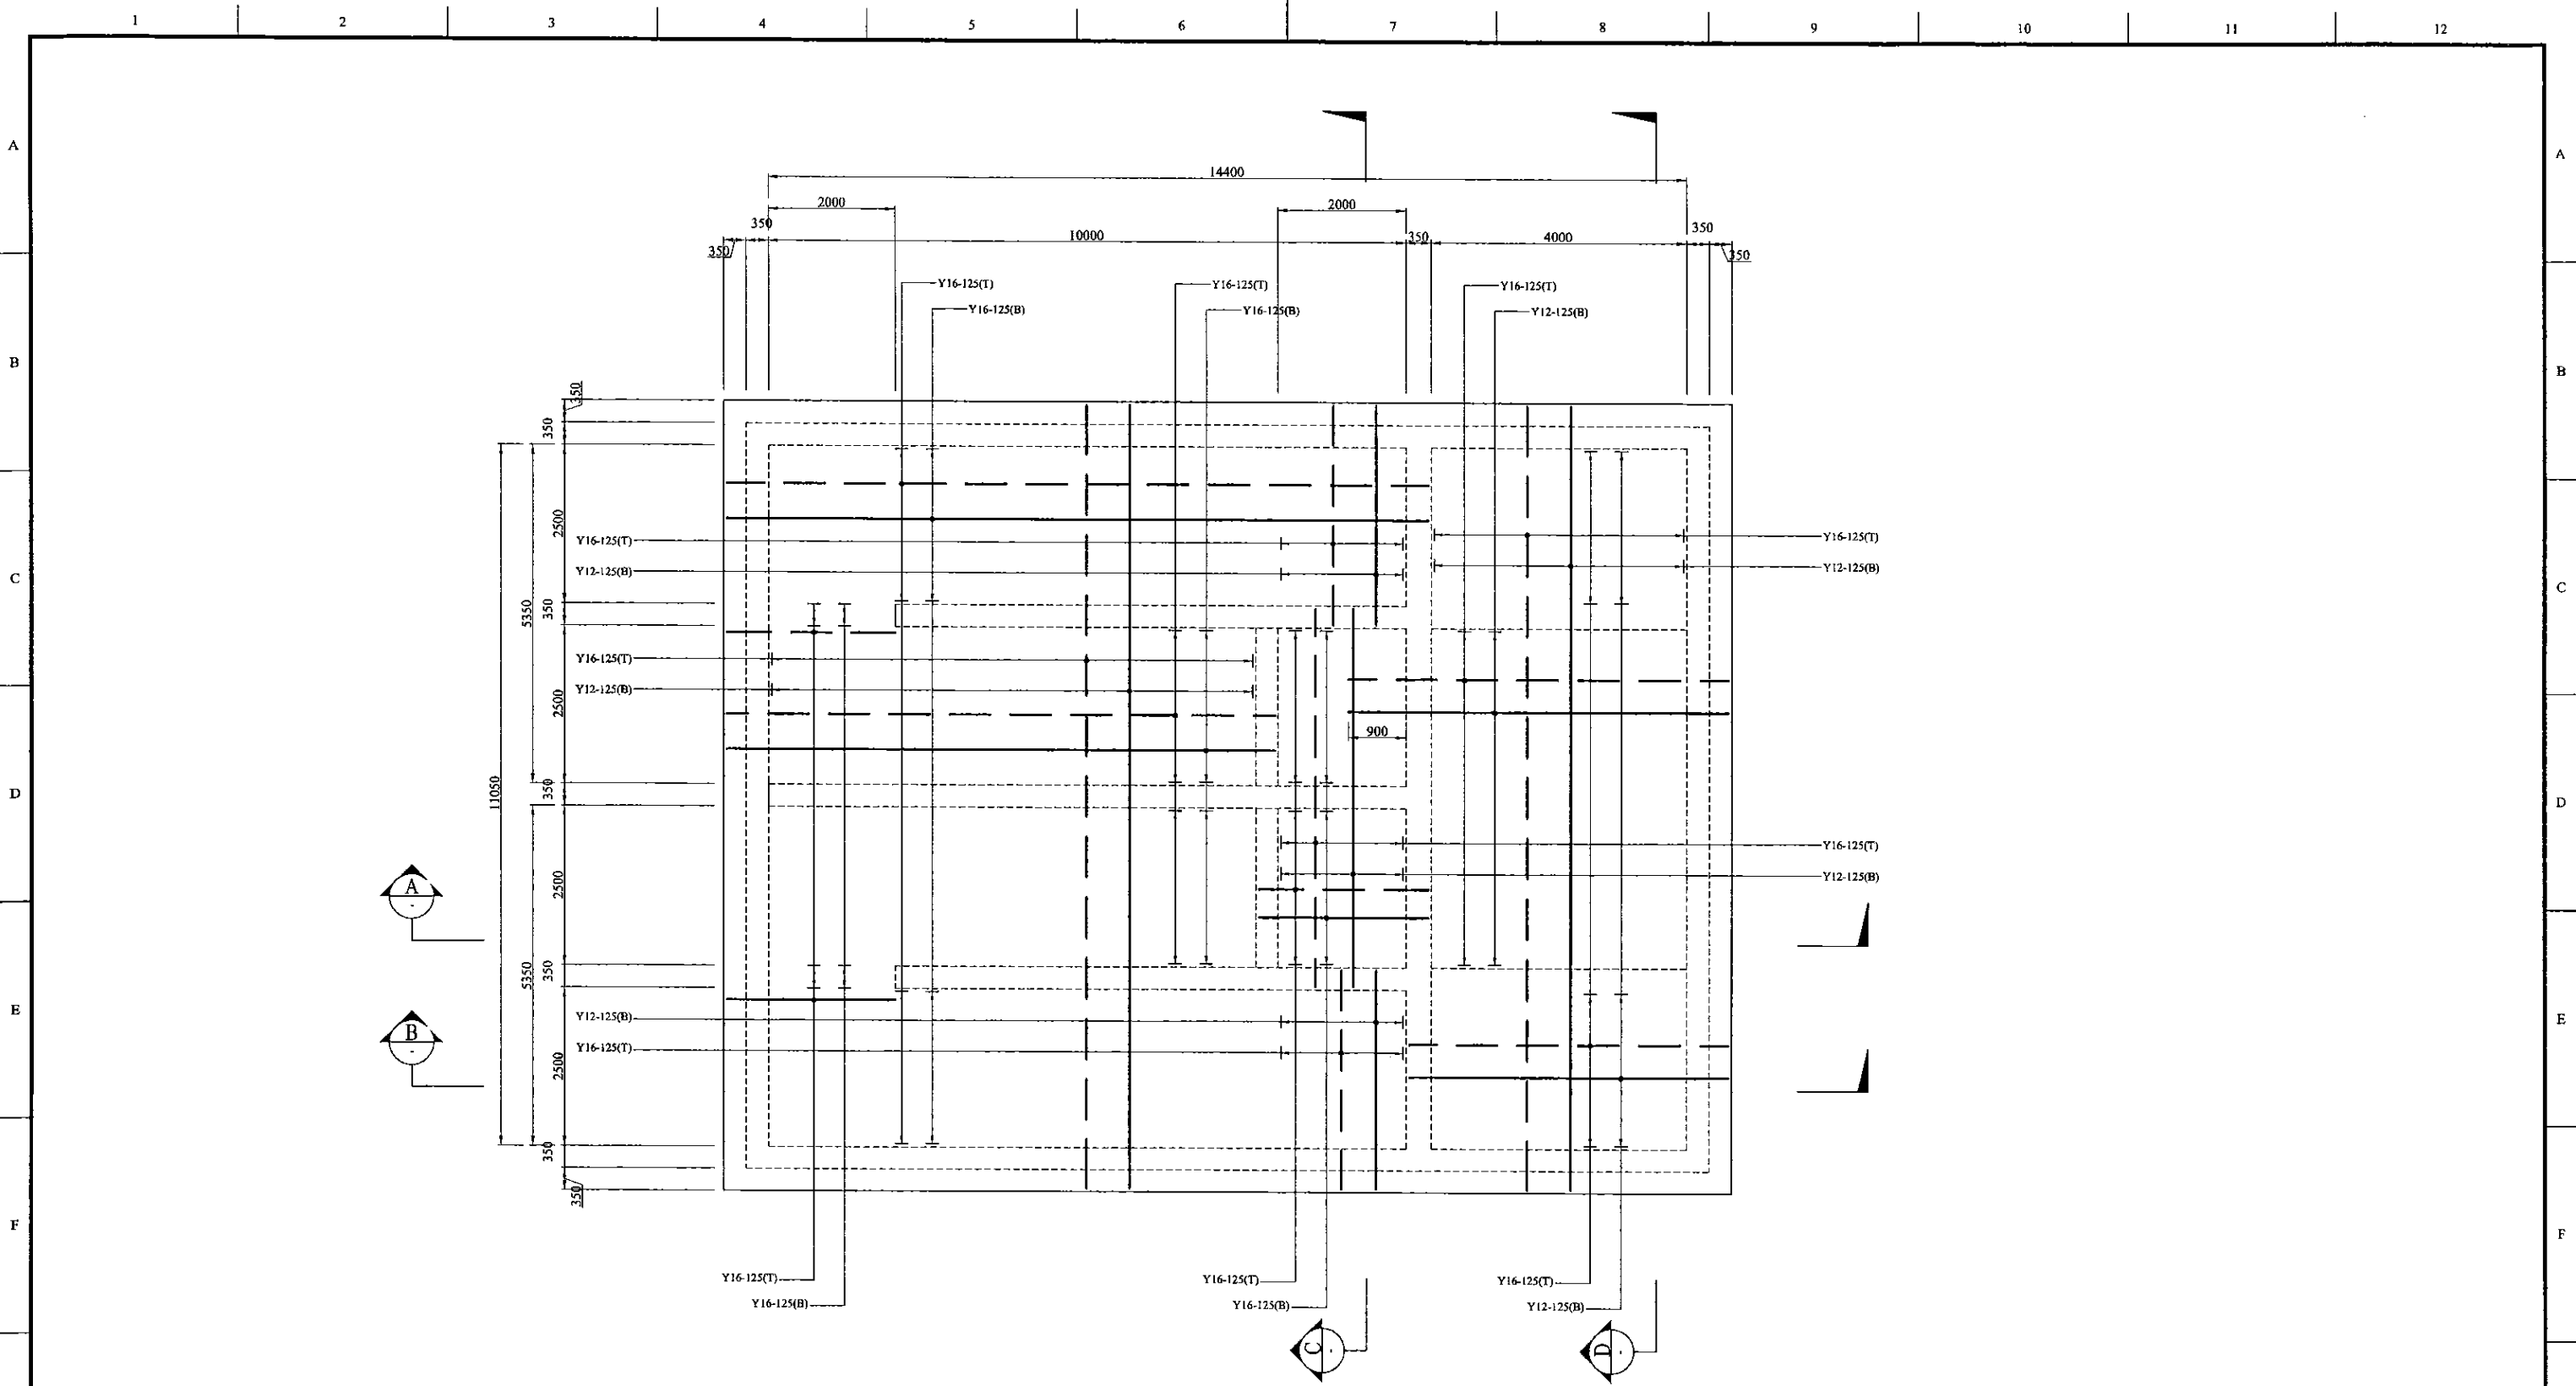 1 2 3 4 5 6 7 8 9 10 11 12
A A
14400
2000 2000
350 350
10000 350 4000
350 350
Y16-125(T) Y16-125(T) Y16-125(T)
Y16-125(B) Y16-125(B) Y12-125(B)
B B
350
350
2500
Y16-125(T) Y16-125(T)
Y12-125(B) Y12-125(B)
C C
5350 350
Y16-125(T)
Y12-125(B)
2500
900
11050 350
D D
Y16-125(T)
Y12-125(B)
A
-
2500
5350 350
E E
Y12-125(B)
B
-
Y16-125(T)
2500
350
350
F F
Y16-125(T) Y16-125(T) Y16-125(T)
Y16-125(B) Y16-125(B) Y12-125(B)
C - D -